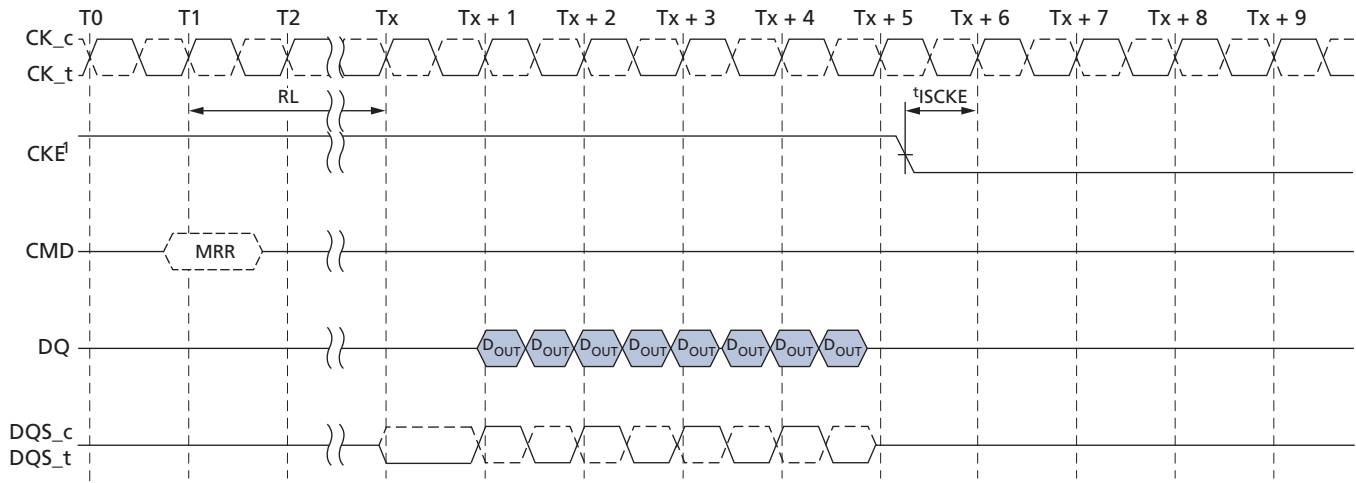 T0 T1 T2 Tx Tx + 1 Tx + 2 Tx + 3 Tx + 4 Tx + 5 Tx + 6 Tx + 7 Tx + 8 Tx + 9
CK_c
CK_t
RL
tISCKE
CKE1
CMD
MRR
DQ
DOUT DOUT DOUT DOUT DOUT DOUT DOUT DOUT
DQS_c
DQS_t